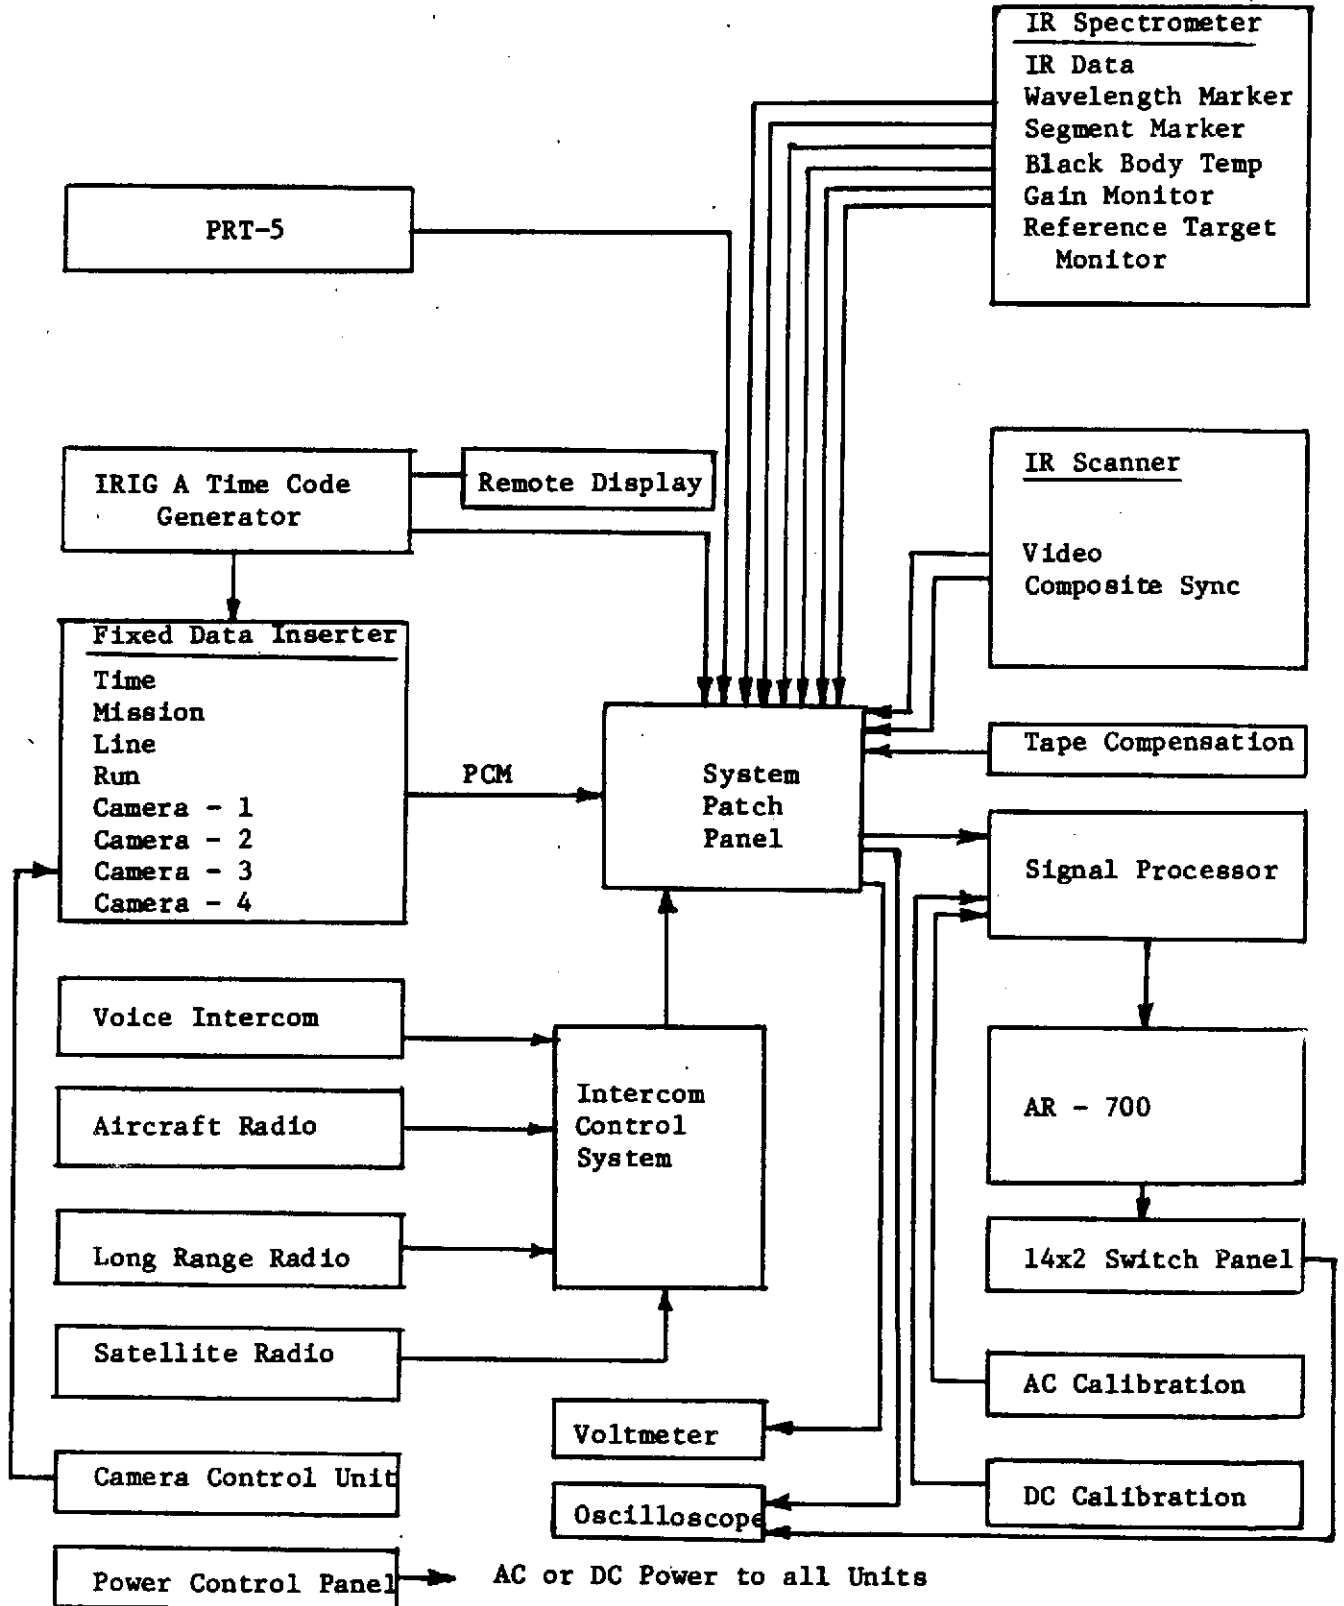 IR Spectrometer
IR Data
Wavelength Marker
Segment Marker
Black Body Temp
Gain Monitor
Reference Target
Monitor
PRT-5
IRIG A Time Code
Generator
Remote Display
IR Scanner
Video
Composite Sync
Fixed Data Inserter
Time
Mission
Line
Run
Camera - 1
Camera - 2
Camera - 3
Camera - 4
PCM
System
Patch
Panel
Tape Compensation
Signal Processor
Voice Intercom
Aircraft Radio
Long Range Radio
Satellite Radio
Intercom
Control
System
AR - 700
14x2 Switch Panel
AC Calibration
DC Calibration
Voltmeter
Oscilloscope
Camera Control Unit
Power Control Panel
AC or DC Power to all Units